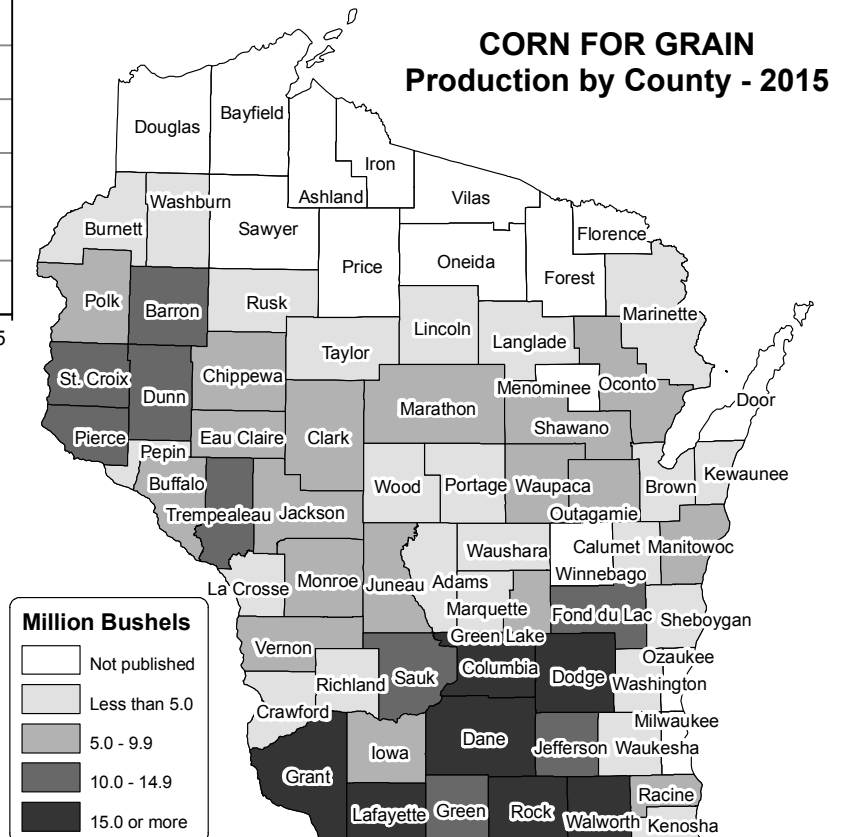 CORN FOR GRAIN
Production by County - 2015
Douglas
Bayfield
Iron
Ashland
Vilas
Washburn
Burnett
Sawyer
Florence
Price
Oneida
Forest
Polk
Barron
Rusk
Marinette
5
Lincoln
Langlade
Taylor
St. Croix
Chippewa
Menominee
Oconto
Dunn
Door
Marathon
Shawano
Pierce
Eau Claire
Clark
Pepin
Kewaunee
Buffalo
Wood
Portage
Waupaca
Brown
Trempealeau
Jackson
Outagamie
Waushara
Calumet
Manitowoc
Winnebago
La Crosse
Monroe
Juneau
Adams
Marquette
Fond du Lac
Sheboygan
Green Lake
Vernon
Ozaukee
Columbia
Dodge
Washington
Richland
Sauk
Crawford
Milwaukee
Dane
Jefferson
Waukesha
Iowa
Grant
Racine
Lafayette
Green
Rock
Walworth
Kenosha
Million Bushels
Not published
Less than 5.0
5.0 - 9.9
10.0 - 14.9
15.0 or more